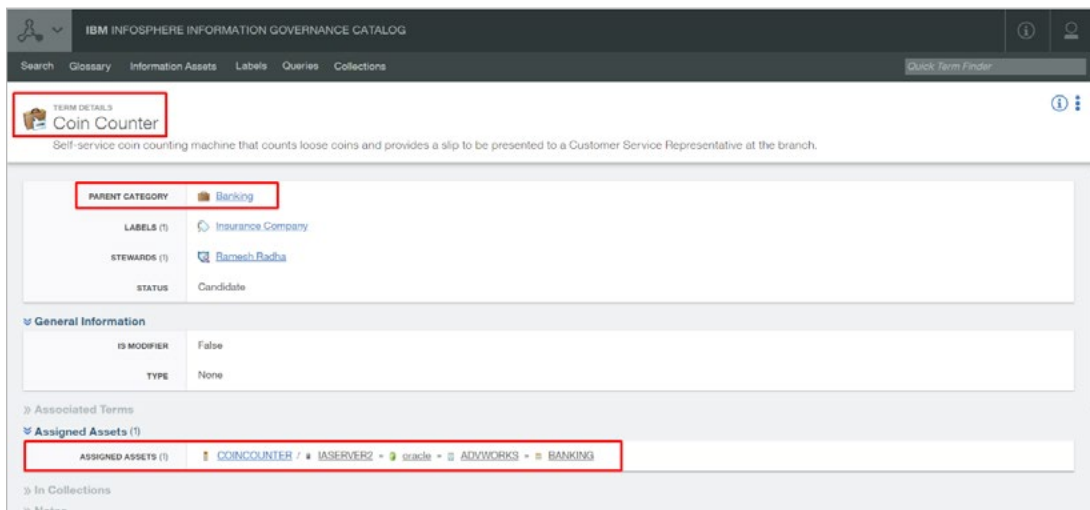 IBM INFOSPHERE INFORMATION GOVERNANCE CATALOG
Search Glossary Information Assets Labels Queries Collections Quick Term Finder
TERM DETAILS
Coin Counter
Self-service coin counting machine that counts loose coins and provides a slip to be presented to a Customer Service Representative at the branch.
PARENT CATEGORY Banking
LABELS (1) Insurance Company
STEWARDS (1) Ramesh Radha
STATUS Candidate
General Information
IS MODIFIER False
TYPE None
Associated Terms
Assigned Assets (1)
ASSIGNED ASSETS (1) COINCOUNTER / IASERVER2 - oracle - ADVWORKS - BANKING
In Collections
Notes